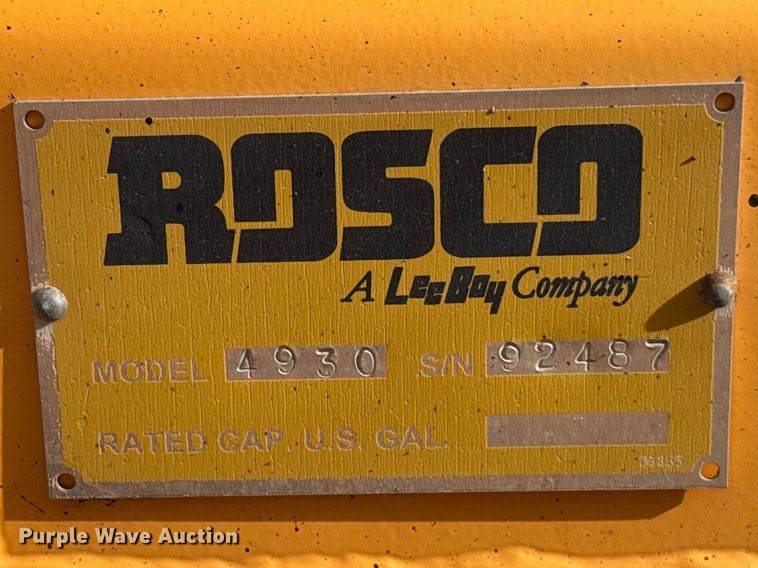 ROSCO
A LeeBoy Company
MODEL 4930 S/N 92487
RATED CAP. U.S. GAL.
Purple Wave Auction